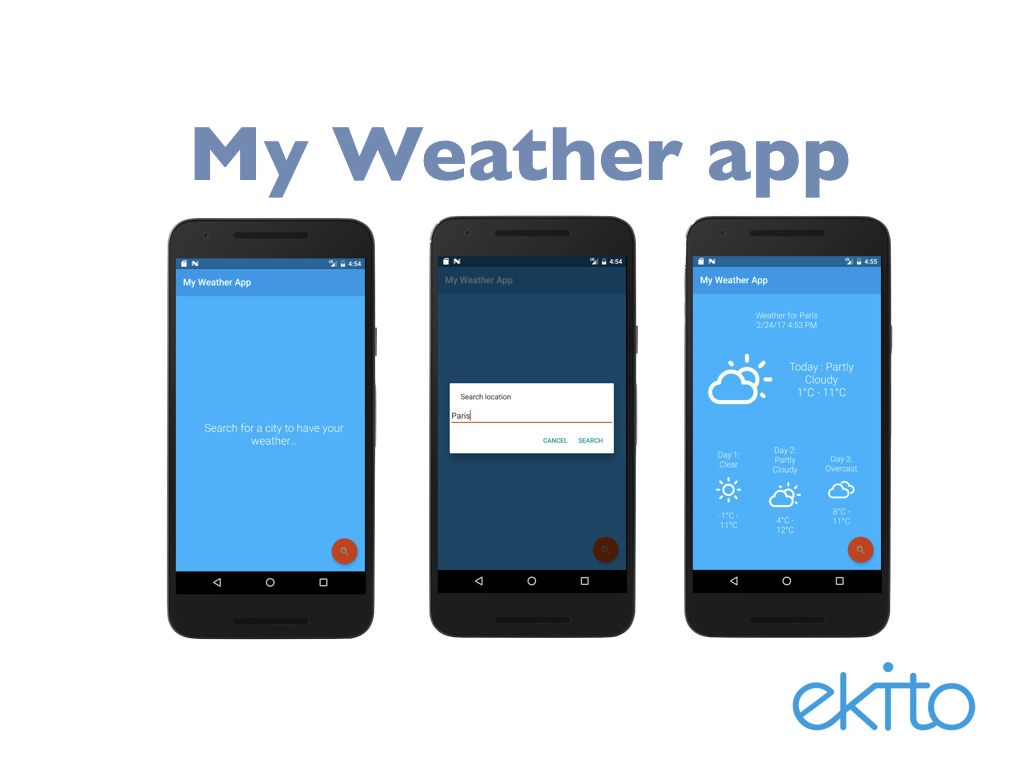 My Weather app
4:54
My Weather App
Search for a city to have your
weather...
4:54
My Weather App
Search location
Paris
CANCEL SEARCH
4:55
My Weather App
Weather for Paris
2/24/17 4:53 PM
Today : Partly
Cloudy
1°C - 11°C
Day 1:
Clear
-1°C -
11°C
Day 2:
Partly
Cloudy
4°C -
12°C
Day 3:
Overcast
8°C -
11°C
ekito